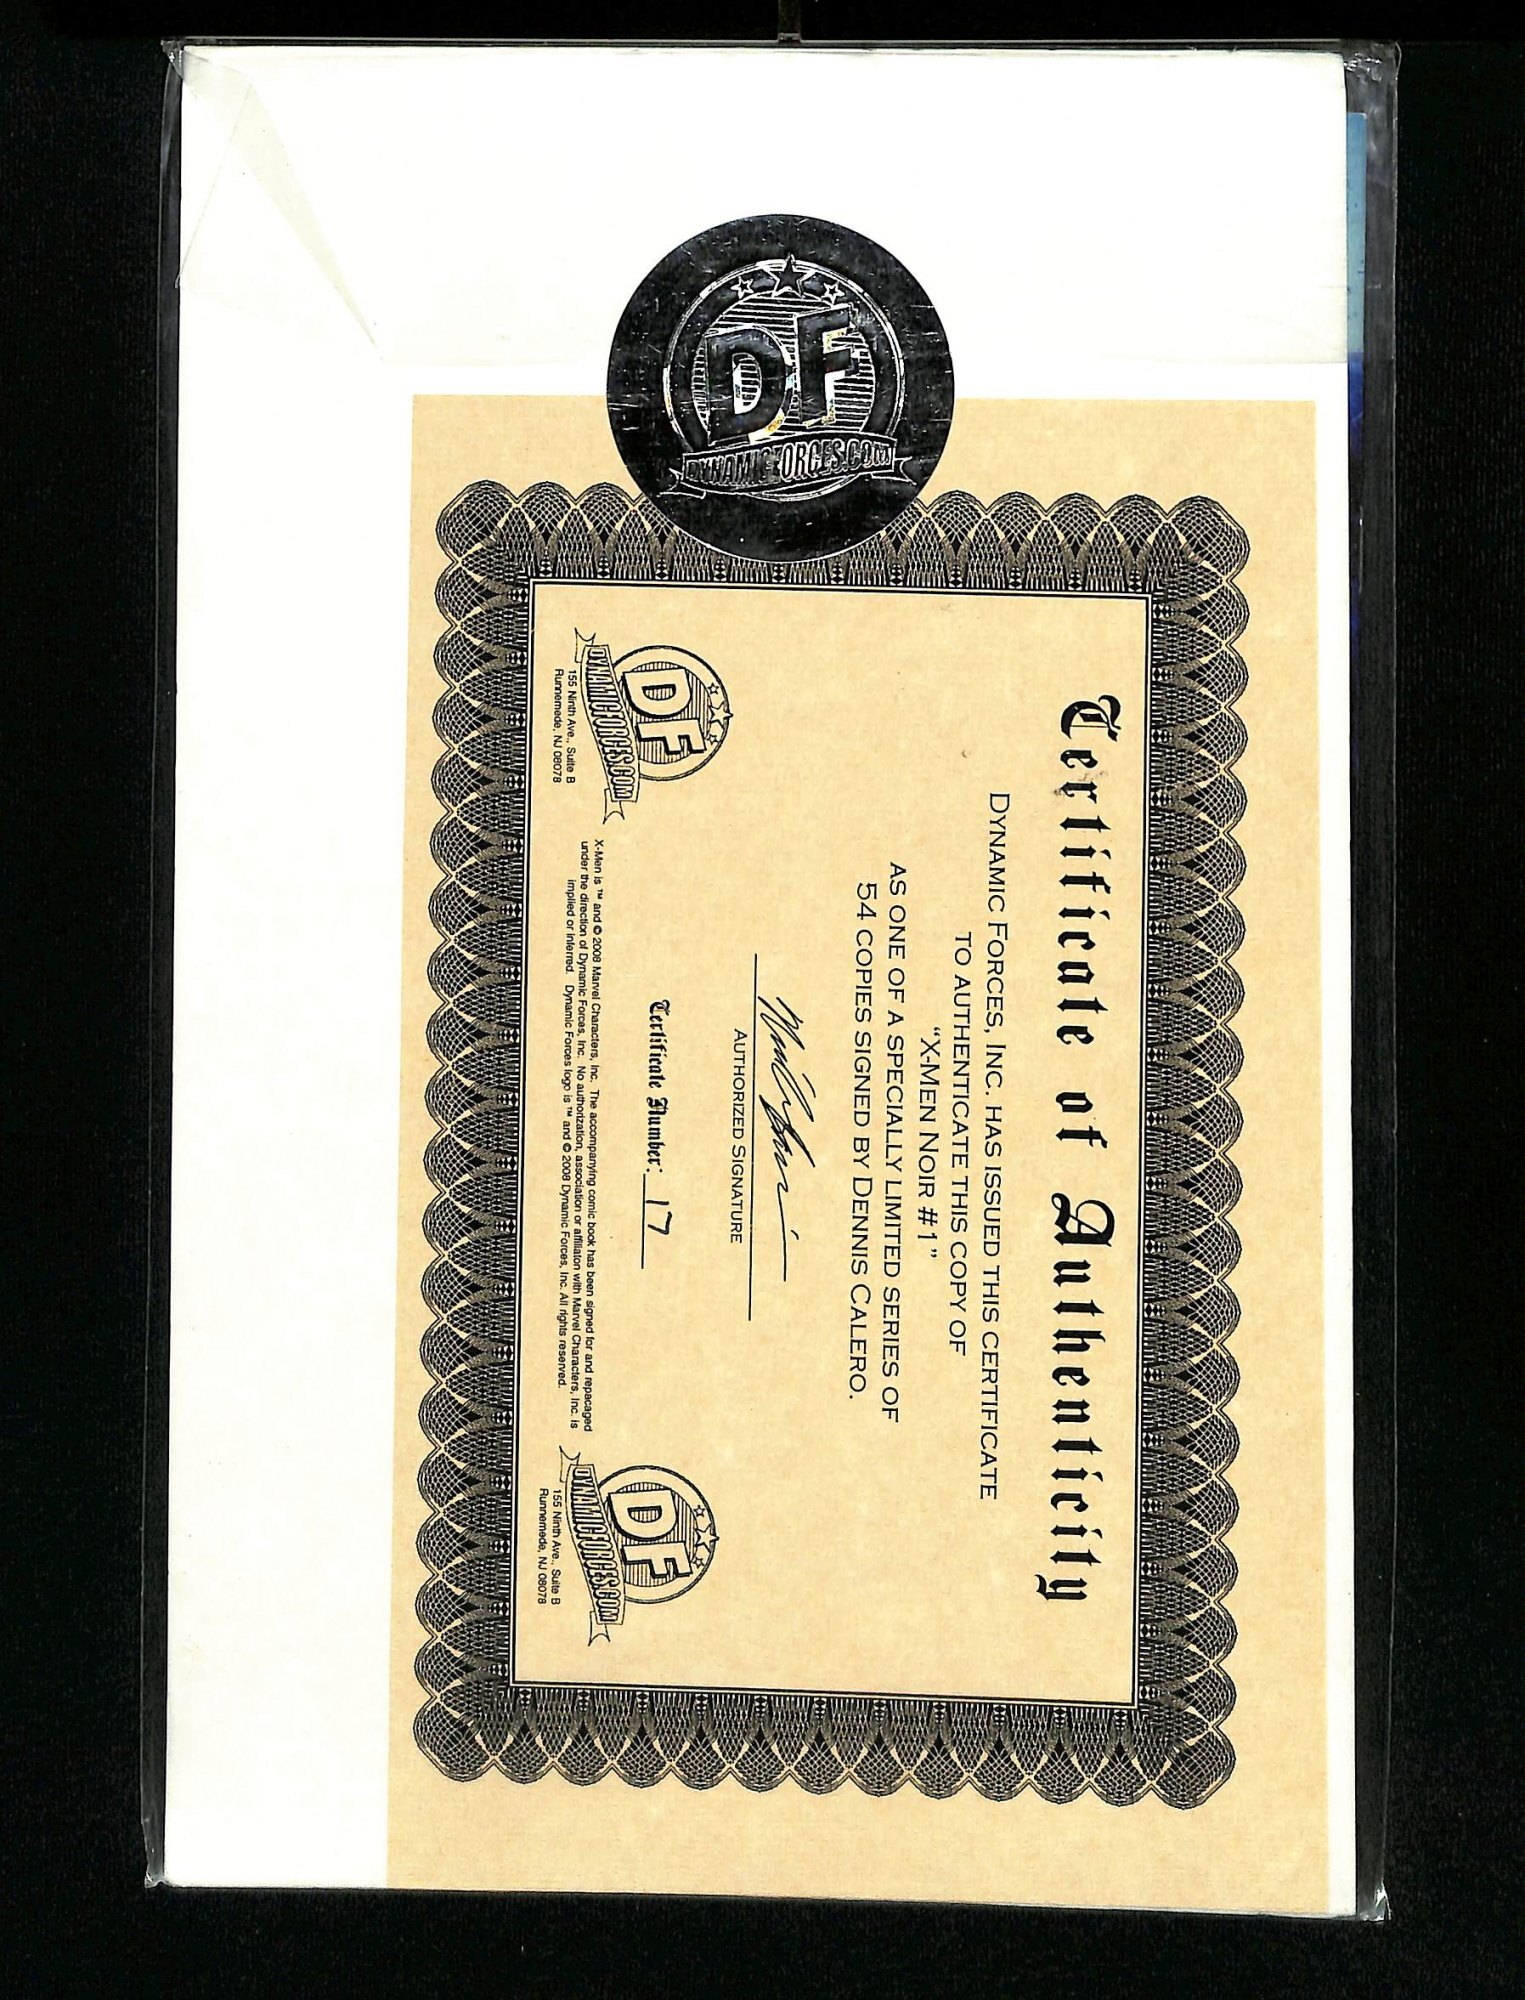 DF
DYNAMICFORCES.COM
Certificate of Authenticity
DYNAMIC FORCES, INC. HAS ISSUED THIS CERTIFICATE
TO AUTHENTICATE THIS COPY OF
"X-MEN NOIR #1"
AS ONE OF A SPECIALLY LIMITED SERIES OF
54 COPIES SIGNED BY DENNIS CALERO.
AUTHORIZED SIGNATURE
Certificate Number: 17
DF
DYNAMICFORCES.COM
155 Ninth Ave., Suite B
Runnemede, NJ 08078
X-Men is ™ and © 2008 Marvel Characters, Inc. The accompanying comic book has been signed for and repacaged
under the direction of Dynamic Forces, Inc. No authorization, association or affiliaton with Marvel Characters, Inc. is
implied or inferred. Dynamic Forces logo is ™ and © 2008 Dynamic Forces, Inc. All rights reserved.
DF
DYNAMICFORCES.COM
155 Ninth Ave., Suite B
Runnemede, NJ 08078